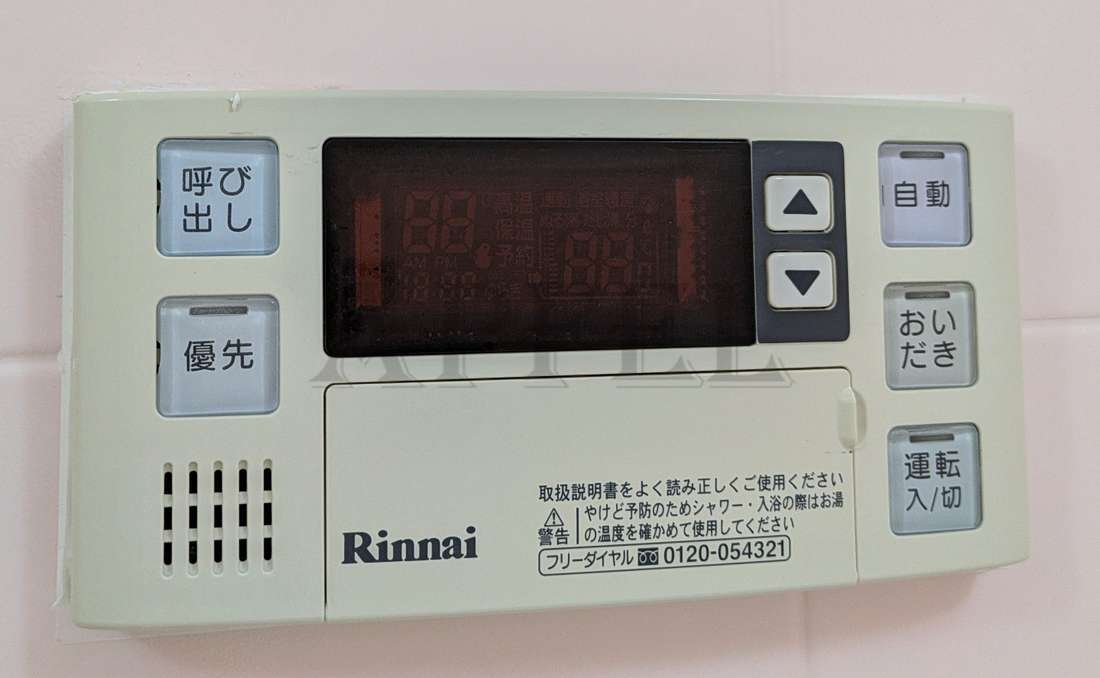 呼び
出し
優先
予約
AM PM
自動
おい
だき
運転
入/切
Rinnai
取扱説明書をよく読み正しくご使用ください
警告
やけど予防のためシャワー・入浴の際はお湯
の温度を確かめて使用してください
フリーダイヤル 0120-054321